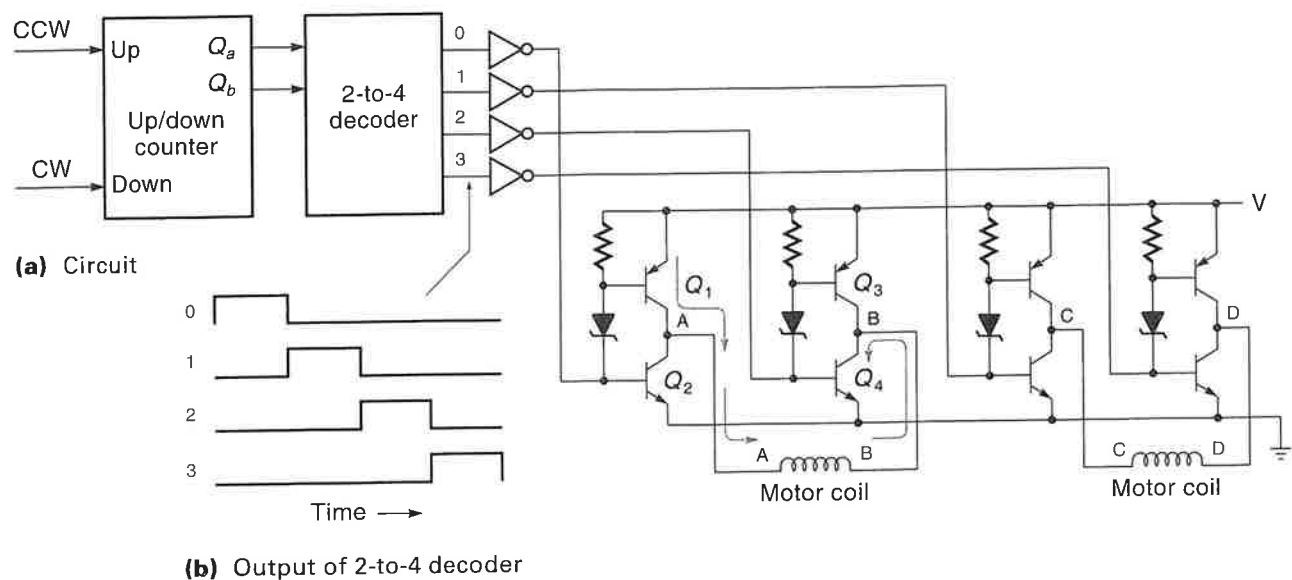 CCW
Up
Qa
Qb
Up/down
counter
CW
Down
2-to-4
decoder
0
1
2
3
V
(a) Circuit
Q1
A
Q2
Q3
B
Q4
C
D
A
B
Motor coil
C
D
Motor coil
0
1
2
3
Time
(b) Output of 2-to-4 decoder